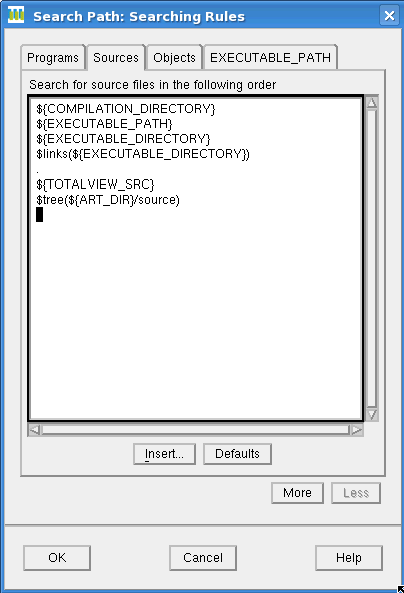 Search Path: Searching Rules
Programs Sources Objects EXECUTABLE_PATH
Search for source files in the following order
${COMPILATION_DIRECTORY}
${EXECUTABLE_PATH}
${EXECUTABLE_DIRECTORY}
$links(${EXECUTABLE_DIRECTORY})
.
${TOTALVIEW_SRC}
$tree(${ART_DIR}/source)
Insert... Defaults
More Less
OK Cancel Help